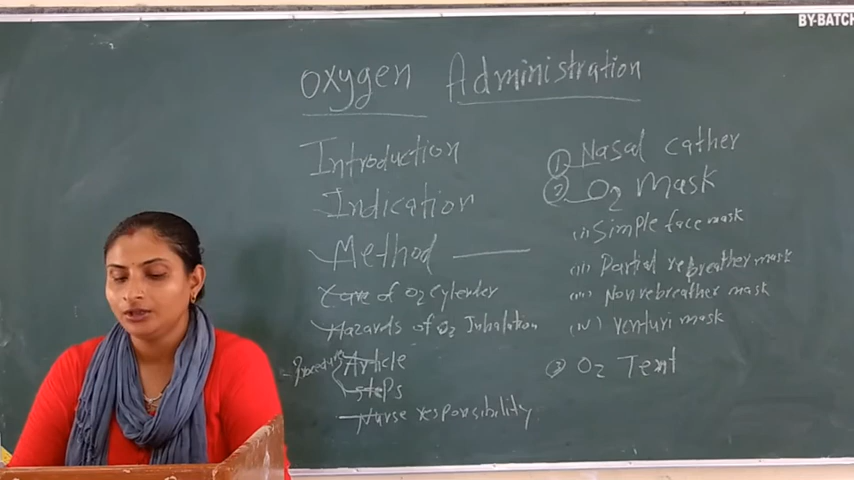 BY-BATCH
Oxygen Administration
Introduction
Indication
Method
Care of O2 Cylender
Hazards of O2 Inhalation
Procedure
Article
steps
Nurse responsibility
① Nasal cather
② O2 Mask
(i) Simple face mask
(ii) Partial rebreather mask
(iii) Nonrebreather mask
(iv) Venturi mask
③ O2 Tent